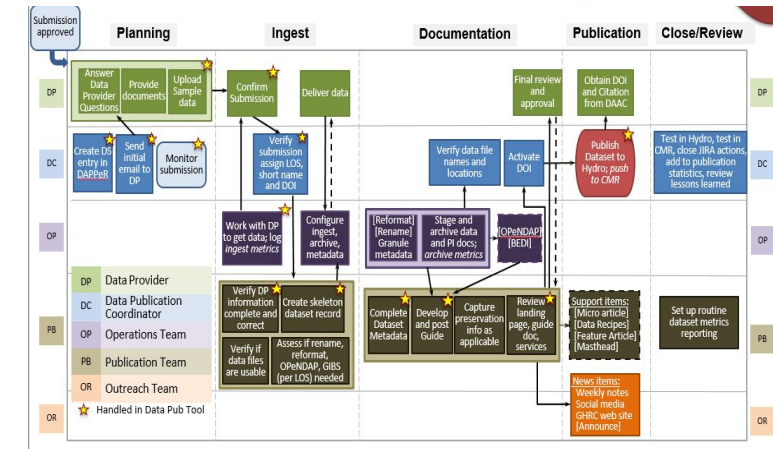 Submission
approved
Planning
Ingest
Documentation
Publication
Close/Review
DP
Answer
Data
Provider
Questions
Provide
documents
Upload
Sample
data
Confirm
Submission
Deliver data
Final review
and
approval
Obtain DOI
and Citation
from DAAC
DP
DC
Create DS
entry in
DAPPeR
Send
initial
email to
DP
Monitor
submission
Verify
submission
assign LOS,
short name
and DOI
Verify data file
names and
locations
Activate
DOI
Publish
Dataset to
Hydro; push
to CMR
Test in Hydro, test in
CMR, close JIRA actions,
add to publication
statistics, review
lessons learned
DC
OP
Work with DP
to get data; log
ingest metrics
Configure
ingest,
archive,
metadata
[Reformat]
[Rename]
Granule
metadata
Stage and
archive data
and PI docs;
archive metrics
[OPeNDAP]
[BEDI]
OP
DP Data Provider
DC Data Publication
Coordinator
OP Operations Team
PB Publication Team
OR Outreach Team
Handled in Data Pub Tool
PB
Verify DP
information
complete and
correct
Create skeleton
dataset record
Verify if
data files
are usable
Assess if rename,
reformat,
OPeNDAP, GIBS
(per LOS) needed
Complete
Dataset
Metadata
Develop
and post
Guide
Capture
preservation
info as
applicable
Review
landing
page, guide
doc,
services
Support items:
[Micro article]
[Data Recipes]
[Feature Article]
[Masthead]
Set up routine
dataset metrics
reporting
PB
OR
News items:
Weekly notes
Social media
GHRC web site
[Announce]
OR